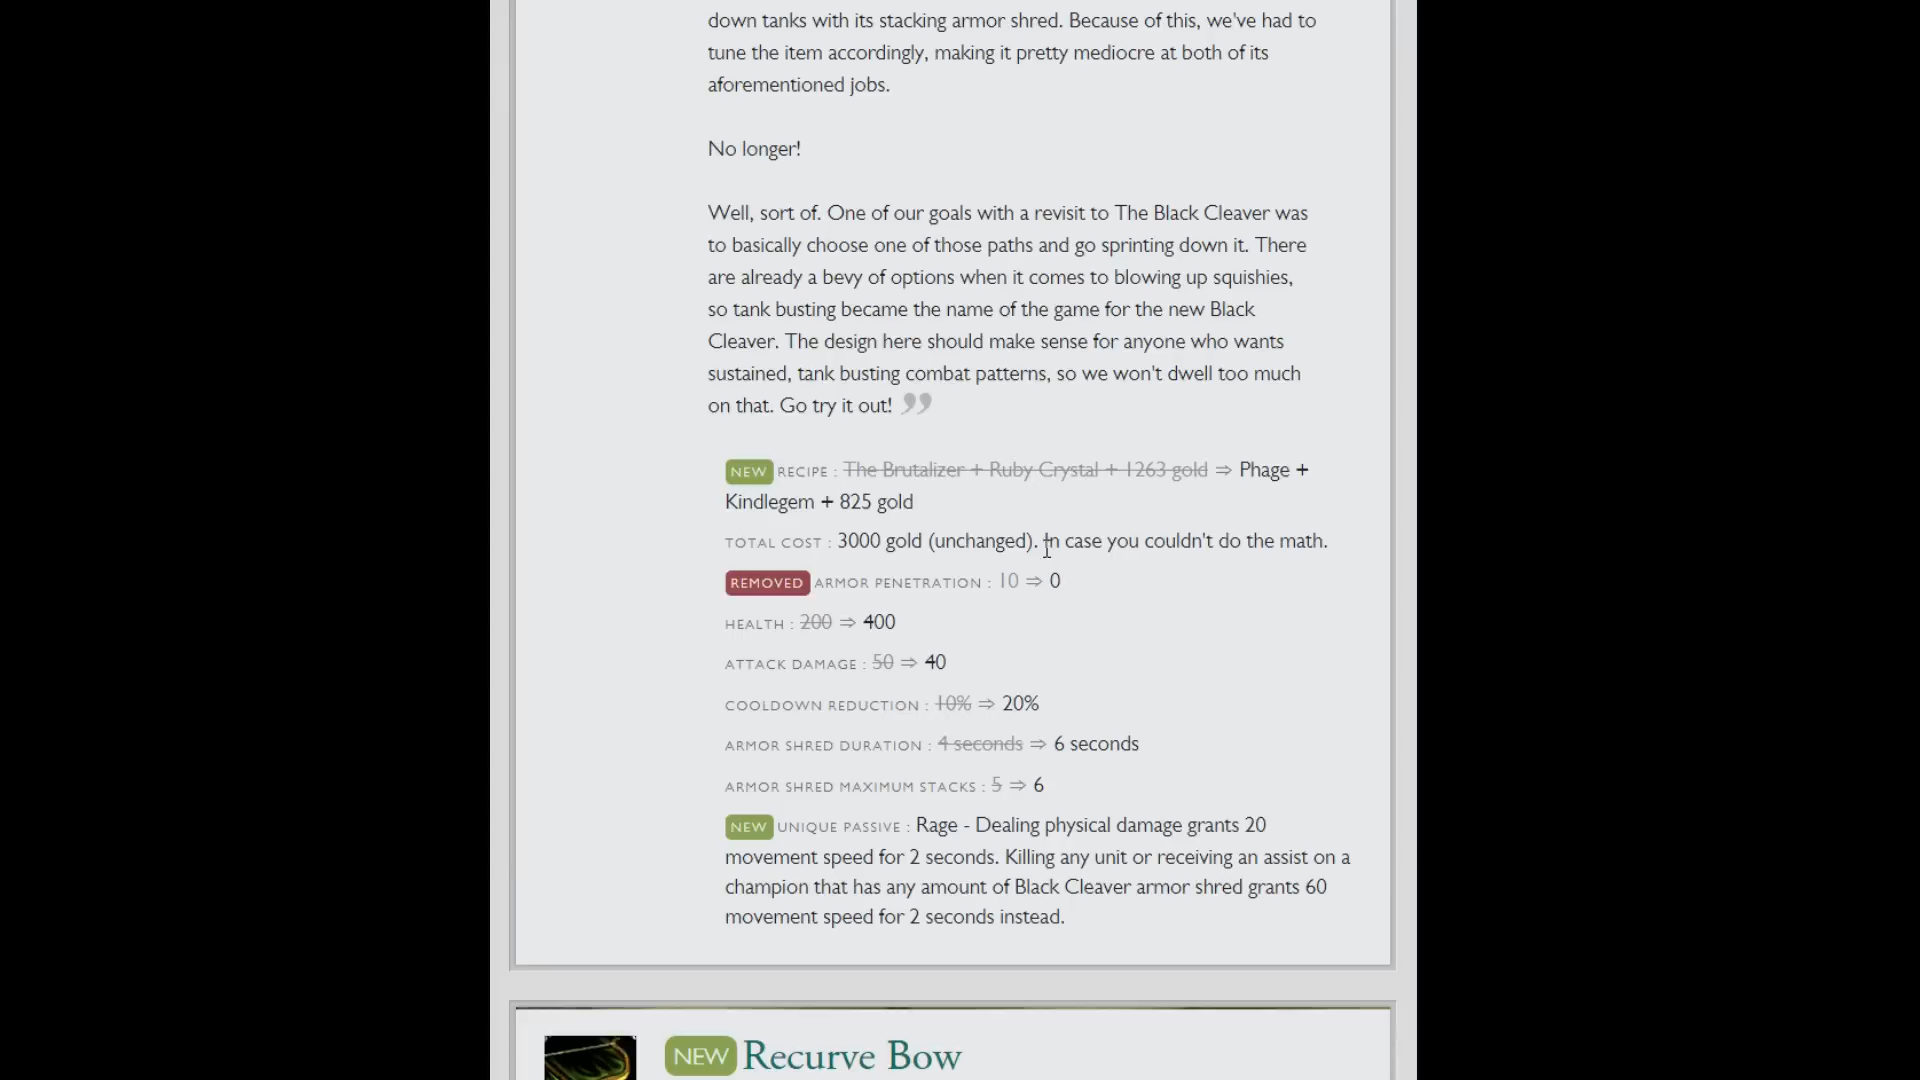 down tanks with its stacking armor shred. Because of this, we've had to
tune the item accordingly, making it pretty mediocre at both of its
aforementioned jobs.
No longer!
Well, sort of. One of our goals with a revisit to The Black Cleaver was
to basically choose one of those paths and go sprinting down it. There
are already a bevy of options when it comes to blowing up squishies,
so tank busting became the name of the game for the new Black
Cleaver. The design here should make sense for anyone who wants
sustained, tank busting combat patterns, so we won't dwell too much
on that. Go try it out! ”
NEW RECIPE : The Brutalizer + Ruby Crystal + 1263 gold ⇒ Phage +
Kindlegem + 825 gold
TOTAL COST : 3000 gold (unchanged). In case you couldn't do the math.
REMOVED ARMOR PENETRATION : 10 ⇒ 0
HEALTH : 200 ⇒ 400
ATTACK DAMAGE : 50 ⇒ 40
COOLDOWN REDUCTION : 10% ⇒ 20%
ARMOR SHRED DURATION : 4 seconds ⇒ 6 seconds
ARMOR SHRED MAXIMUM STACKS : 5 ⇒ 6
NEW UNIQUE PASSIVE : Rage - Dealing physical damage grants 20
movement speed for 2 seconds. Killing any unit or receiving an assist on a
champion that has any amount of Black Cleaver armor shred grants 60
movement speed for 2 seconds instead.
NEW Recurve Bow